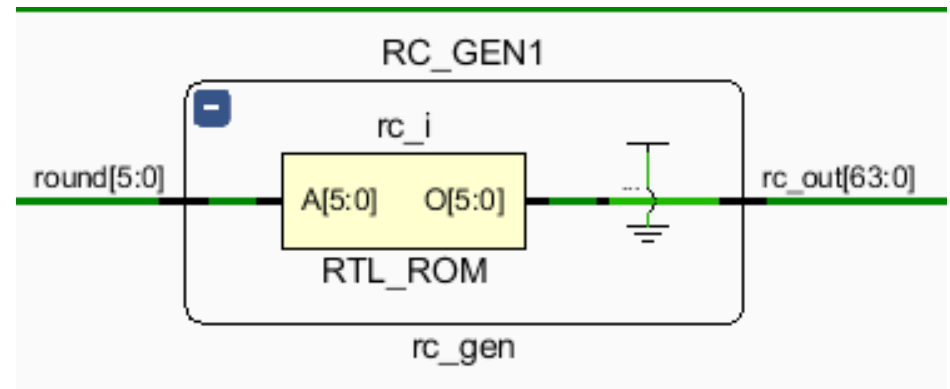 RC_GEN1
rc_i
round[5:0]
A[5:0]
O[5:0]
...
rc_out[63:0]
RTL_ROM
rc_gen